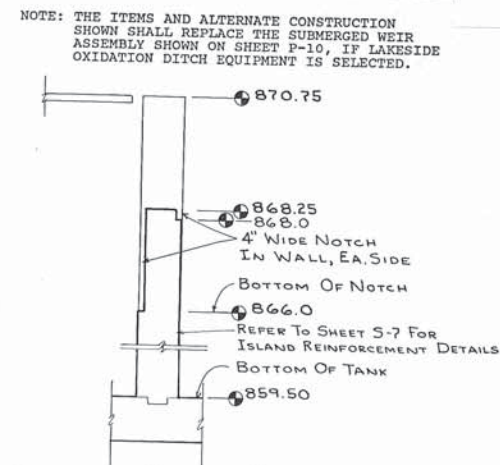 NOTE: THE ITEMS AND ALTERNATE CONSTRUCTION
SHOWN SHALL REPLACE THE SUBMERGED WEIR
ASSEMBLY SHOWN ON SHEET P-10, IF LAKESIDE
OXIDATION DITCH EQUIPMENT IS SELECTED.
870.75
868.25
868.0
4" WIDE NOTCH
IN WALL, EA. SIDE
BOTTOM OF NOTCH
866.0
REFER TO SHEET S-7 FOR
ISLAND REINFORCEMENT DETAILS
BOTTOM OF TANK
859.50